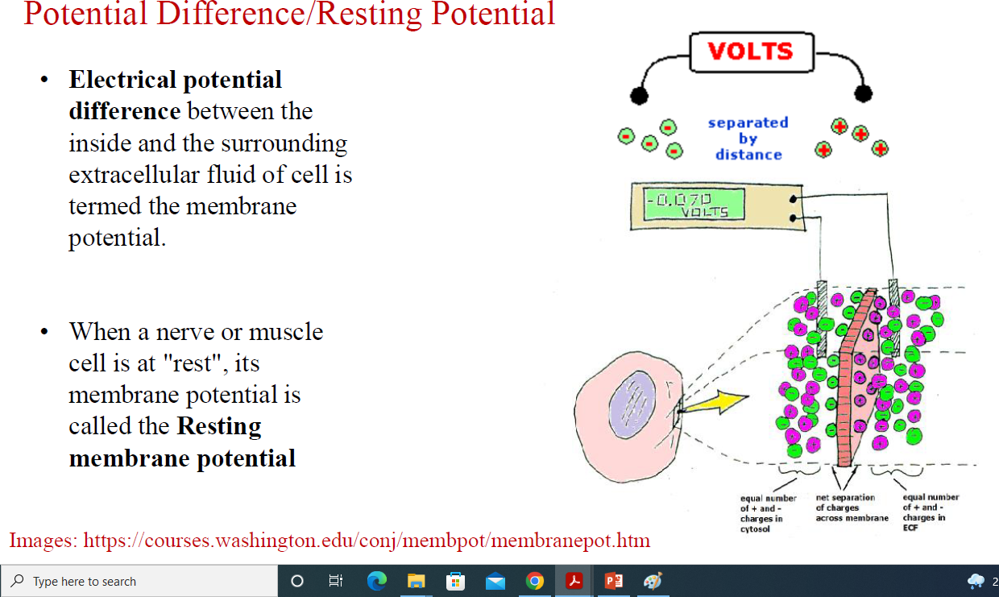 Potential Difference/Resting Potential
• Electrical potential
difference between the
inside and the surrounding
extracellular fluid of cell is
termed the membrane
potential.
• When a nerve or muscle
cell is at "rest", its
membrane potential is
called the Resting
membrane potential
VOLTS
separated
by
distance
-0.070
VOLTS
equal number
of + and -
charges in
cytosol
net separation
of charges
across membrane
equal number
of + and -
charges in
ECF
Images: https://courses.washington.edu/conj/membpot/membranepot.htm
Type here to search
2